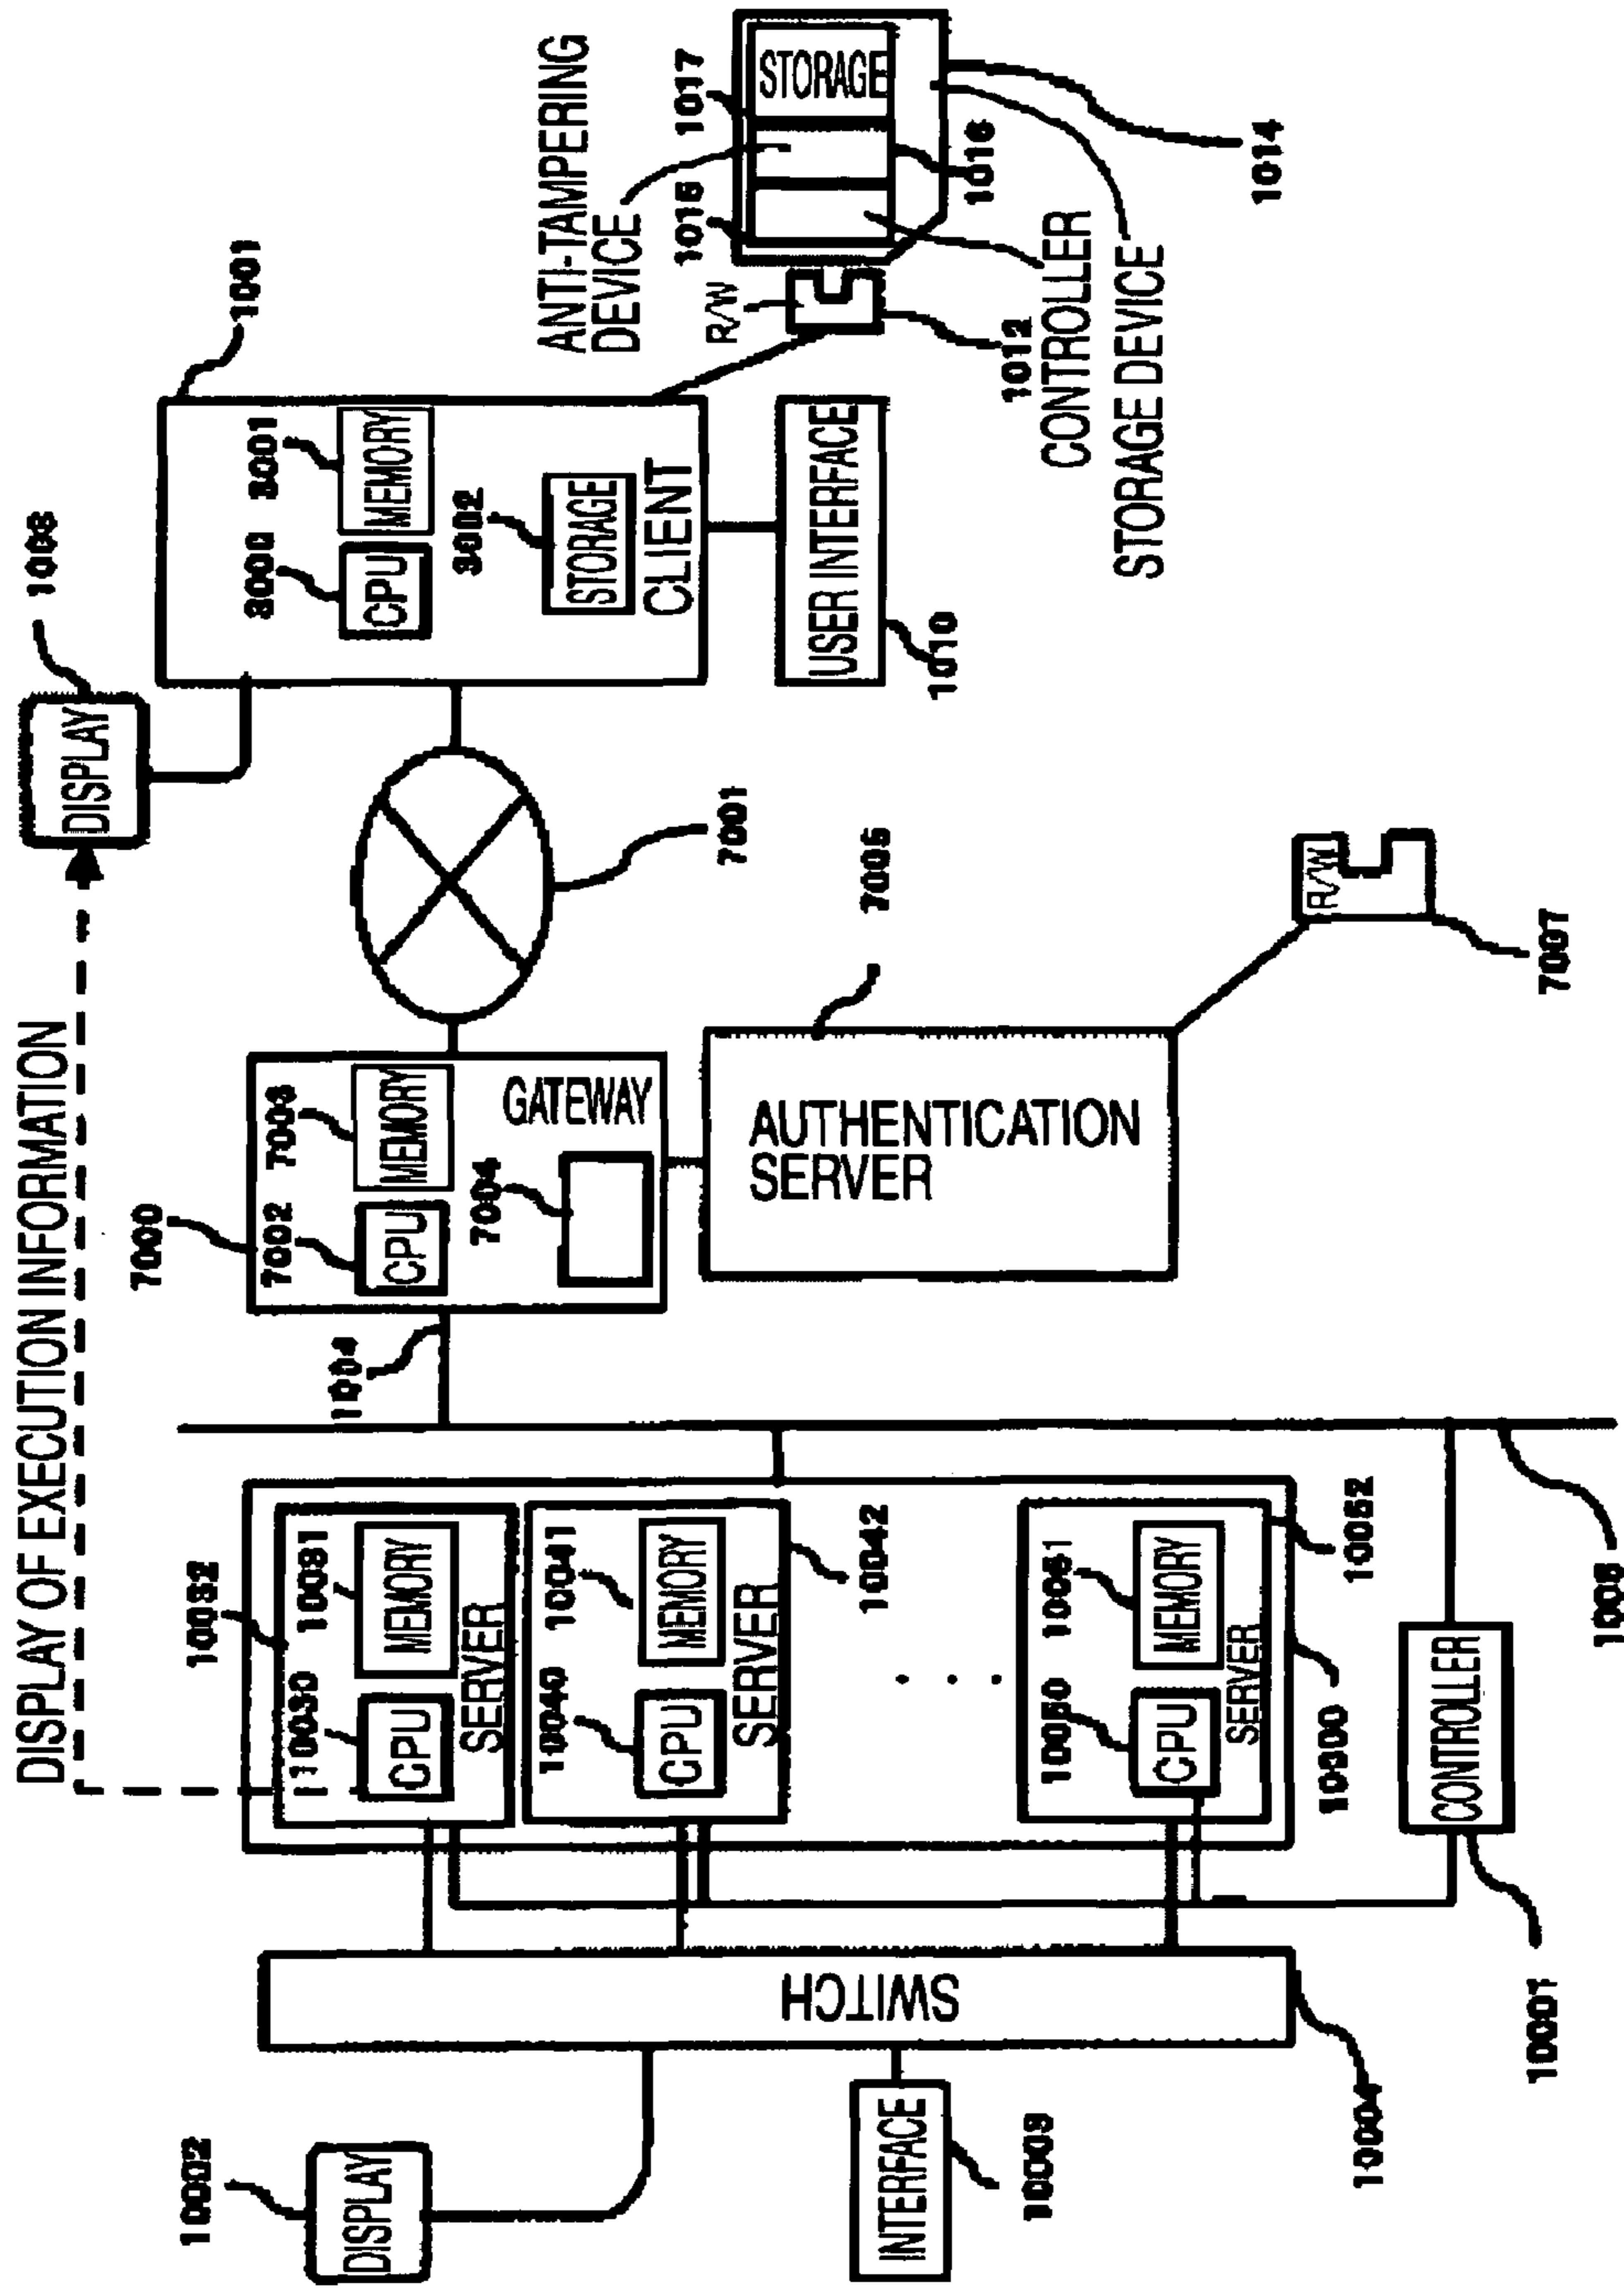 DISPLAY OF EXECUTION INFORMATION
DISPLAY
1008
10002
DISPLAY
INTERFACE
10003
SWITCH
10004
10032
10030
10031
CPU
MEMORY
SERVER
10040
10041
CPU
MEMORY
SERVER
10042
. . .
10050
10051
CPU
MEMORY
SERVER
10052
10000
CONTROLLER
10001
1004
7000
7002
7003
CPU
MEMORY
7004
GATEWAY
AUTHENTICATION
SERVER
7005
R/W
7007
7001
1001
3000
3001
CPU
MEMORY
3002
STORAGE
CLIENT
USER INTERFACE
1010
R/W
1012
ANTI-TAMPERING
DEVICE
1015
1017
STORAGE
1016
CONTROLLER
STORAGE DEVICE
1014